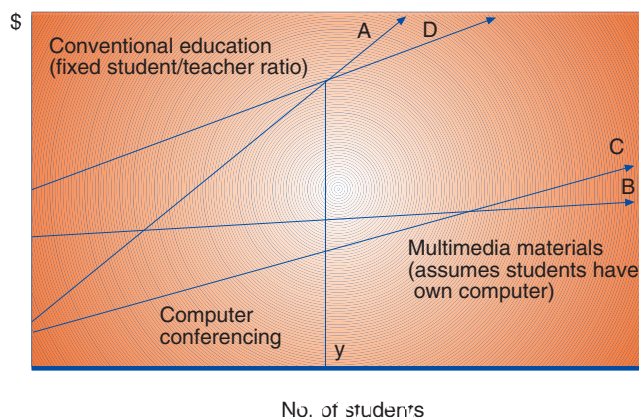 $
A D
Conventional education
(fixed student/teacher ratio)
C
B
Multimedia materials
(assumes students have
own computer)
Computer
conferencing
y
No. of students